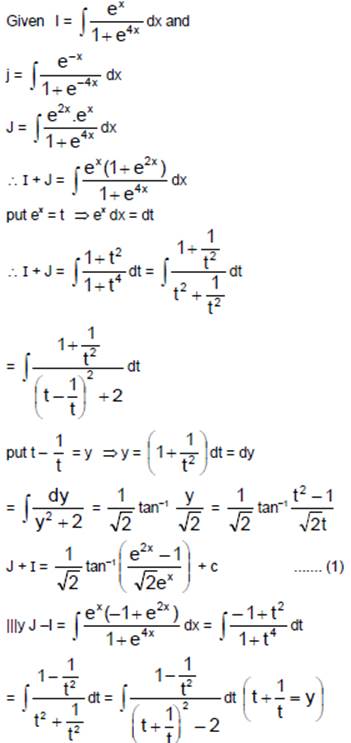 Given I = ∫ e^x / (1+e^{4x}) dx and
j = ∫ e^{-x} / (1+e^{-4x}) dx
J = ∫ e^{2x}.e^x / (1+e^{4x}) dx
∴ I + J = ∫ e^x(1+e^{2x}) / (1+e^{4x}) dx
put e^x = t ⇒ e^x dx = dt
∴ I + J = ∫ (1+t^2) / (1+t^4) dt = ∫ (1+1/t^2) / (t^2+1/t^2) dt
= ∫ (1+1/t^2) / ((t-1/t)^2+2) dt
put t – 1/t = y ⇒ y = (1+1/t^2) dt = dy
= ∫ dy / (y^2+2) = 1/√2 tan^{-1} y/√2 = 1/√2 tan^{-1} (t^2-1)/(√2t)
J + I = 1/√2 tan^{-1}((e^{2x}-1)/(√2e^x)) + c ....... (1)
|||y J –I = ∫ e^x(-1+e^{2x}) / (1+e^{4x}) dx = ∫ (-1+t^2) / (1+t^4) dt
= ∫ (1-1/t^2) / (t^2+1/t^2) dt = ∫ (1-1/t^2) / ((t+1/t)^2-2) dt (t+1/t=y)